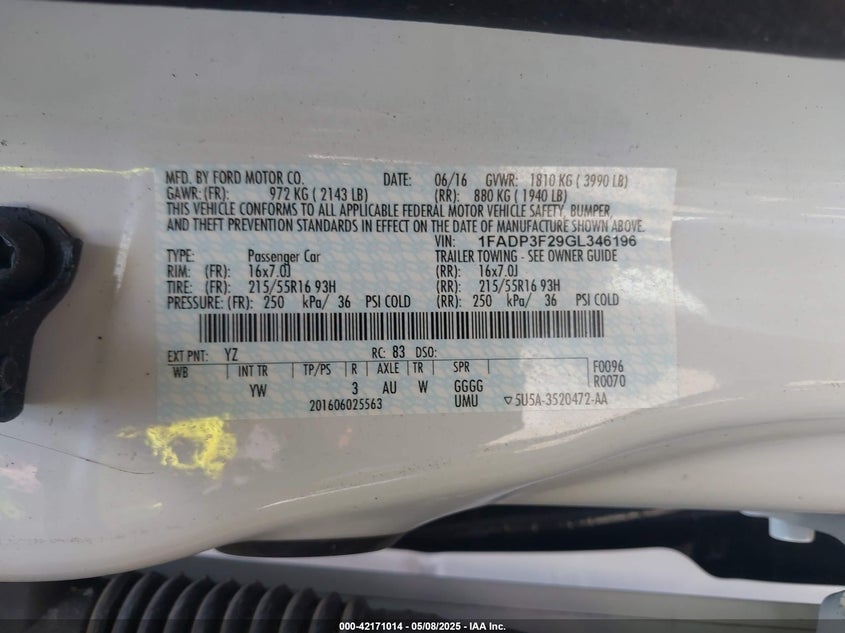 MFD. BY FORD MOTOR CO. DATE: 06/16 GVWR: 1810 KG ( 3990 LB)
GAWR: (FR): 972 KG ( 2143 LB) (RR): 880 KG ( 1940 LB)
THIS VEHICLE CONFORMS TO ALL APPLICABLE FEDERAL MOTOR VEHICLE SAFETY, BUMPER,
AND THEFT PREVENTION STANDARDS IN EFFECT ON THE DATE OF MANUFACTURE SHOWN ABOVE.
VIN: 1FADP3F29GL346196
TYPE: Passenger Car TRAILER TOWING - SEE OWNER GUIDE
RIM: (FR): 16x7.0J (RR): 16x7.0J
TIRE: (FR): 215/55R16 93H (RR): 215/55R16 93H
PRESSURE: (FR): 250 kPa/ 36 PSI COLD (RR): 250 kPa/ 36 PSI COLD
EXT PNT: YZ RC: 83 DSO:
WB INT TR TP/PS R AXLE TR SPR F0096
YW 3 AU W GGGG R0070
201606025563 UMU ▽5U5A-3520472-AA
000-42171014 - 05/08/2025 - IAA Inc.